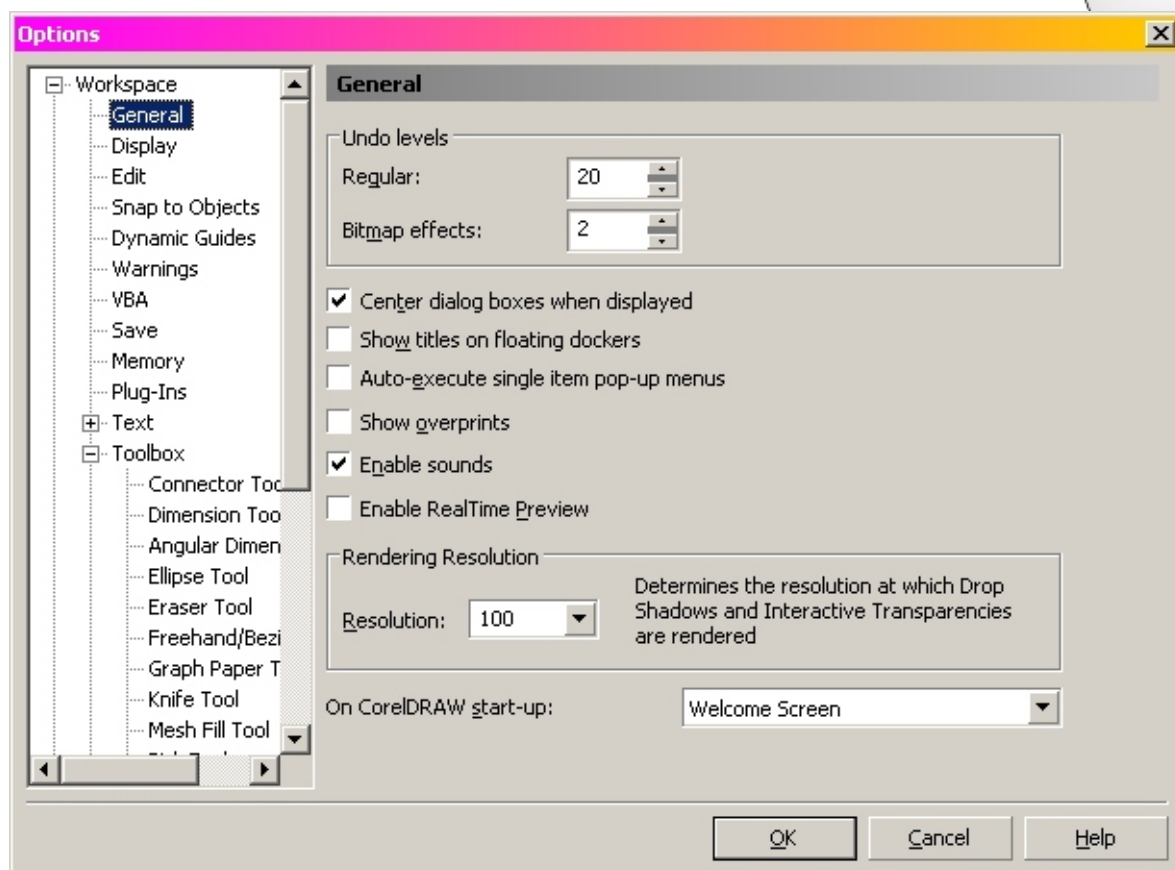 Options
Workspace
General
Display
Edit
Snap to Objects
Dynamic Guides
Warnings
VBA
Save
Memory
Plug-Ins
Text
Toolbox
Connector Too
Dimension Too
Angular Dimen
Ellipse Tool
Eraser Tool
Freehand/Bezi
Graph Paper T
Knife Tool
Mesh Fill Tool
General
Undo levels
Regular: 20
Bitmap effects: 2
Center dialog boxes when displayed
Show titles on floating dockers
Auto-execute single item pop-up menus
Show overprints
Enable sounds
Enable RealTime Preview
Rendering Resolution
Resolution: 100
Determines the resolution at which Drop
Shadows and Interactive Transparencies
are rendered
On CorelDRAW start-up: Welcome Screen
OK Cancel Help